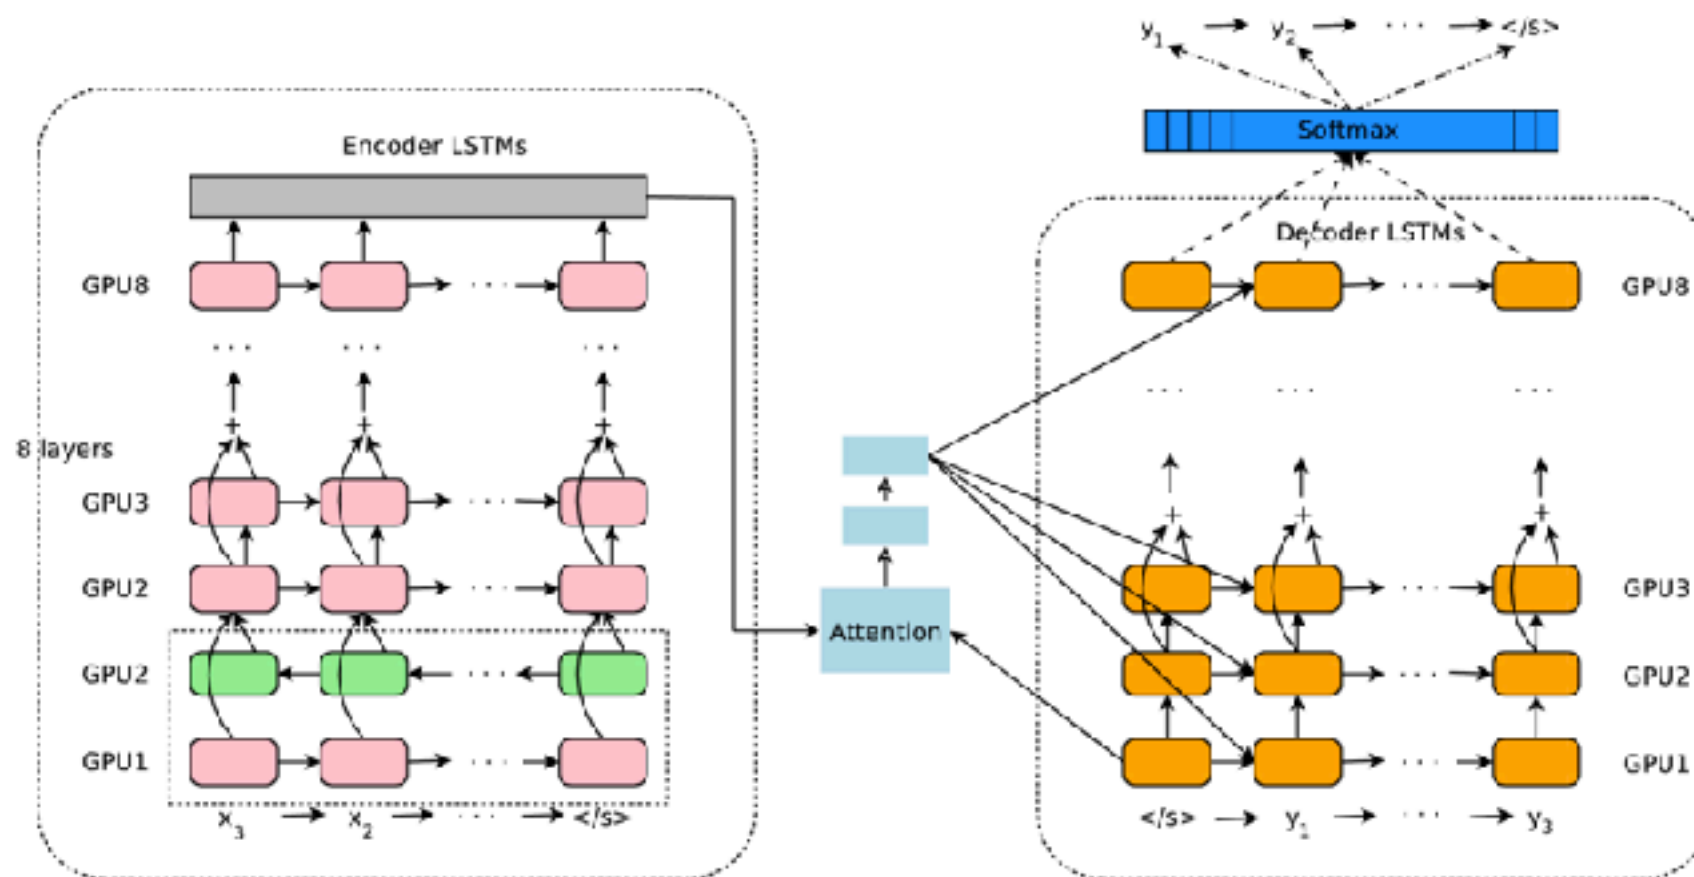 y1 → y2 → ··· → </s>
Softmax
Encoder LSTMs
Decoder LSTMs
GPU8
GPU8
8 layers
GPU3
GPU2
GPU2
GPU1
Attention
GPU3
GPU2
GPU1
x3 → x2 → ··· → </s>
</s> → y1 → ··· → y3